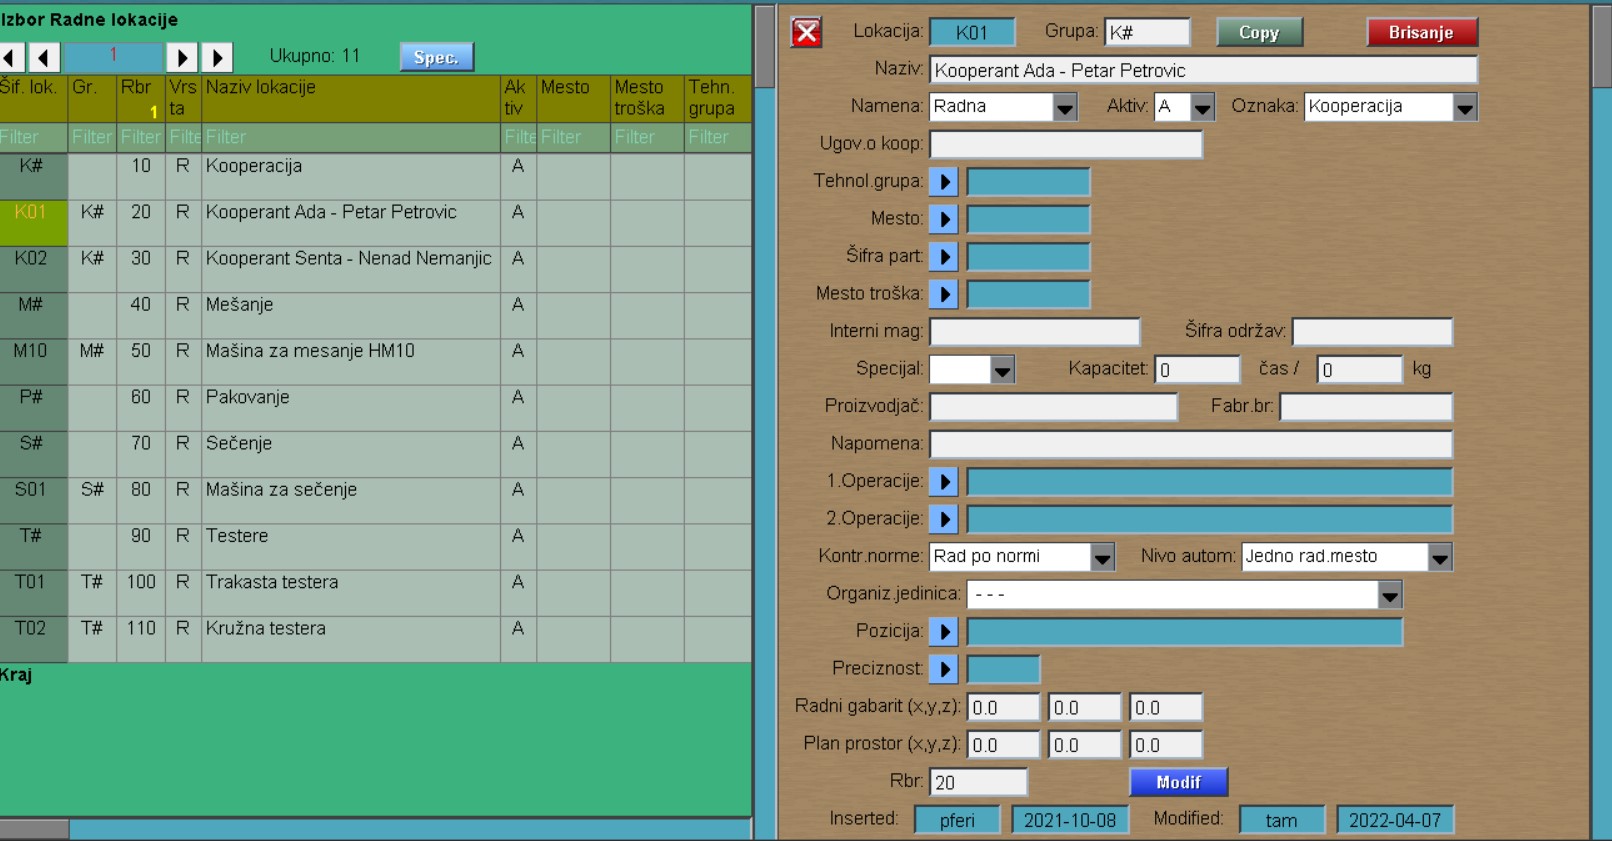 Izbor Radne lokacije
1 Ukupno: 11 Spec.
Šif. lok. Gr. Rbr 1 Vrs ta Naziv lokacije Ak tiv Mesto Mesto troška Tehn. grupa
Filter Filter Filter Filte Filter Filte Filter Filter Filter
K# 10 R Kooperacija A
K01 K# 20 R Kooperant Ada - Petar Petrovic A
K02 K# 30 R Kooperant Senta - Nenad Nemanjic A
M# 40 R Mešanje A
M10 M# 50 R Mašina za mesanje HM10 A
P# 60 R Pakovanje A
S# 70 R Sečenje A
S01 S# 80 R Mašina za sečenje A
T# 90 R Testere A
T01 T# 100 R Trakasta testera A
T02 T# 110 R Kružna testera A
Kraj
Lokacija: K01 Grupa: K# Copy Brisanje
Naziv: Kooperant Ada - Petar Petrovic
Namena: Radna Aktiv: A Oznaka: Kooperacija
Ugov.o koop:
Tehnol.grupa:
Mesto:
Šifra part:
Mesto troška:
Interni mag: Šifra održav:
Specijal: Kapacitet: 0 čas / 0 kg
Proizvodjač: Fabr.br:
Napomena:
1.Operacije:
2.Operacije:
Kontr.norme: Rad po normi Nivo autom: Jedno rad.mesto
Organiz.jedinica: - - -
Pozicija:
Preciznost:
Radni gabarit (x,y,z): 0.0 0.0 0.0
Plan prostor (x,y,z): 0.0 0.0 0.0
Rbr: 20 Modif
Inserted: pferi 2021-10-08 Modified: tam 2022-04-07